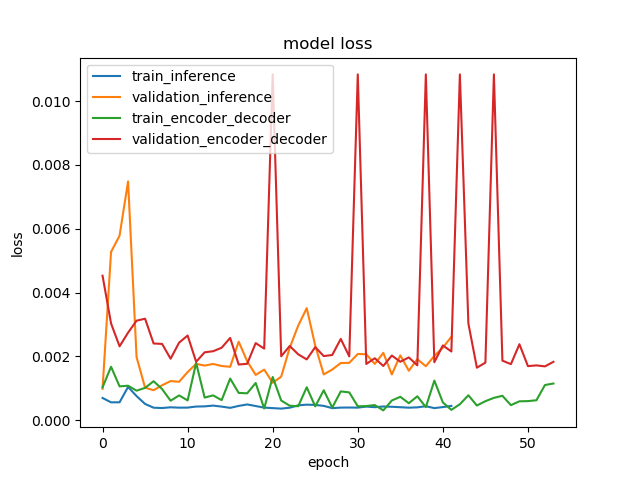 model loss
train_inference
validation_inference
train_encoder_decoder
validation_encoder_decoder
0.010
0.008
0.006
0.004
0.002
0.000
loss
0 10 20 30 40 50
epoch